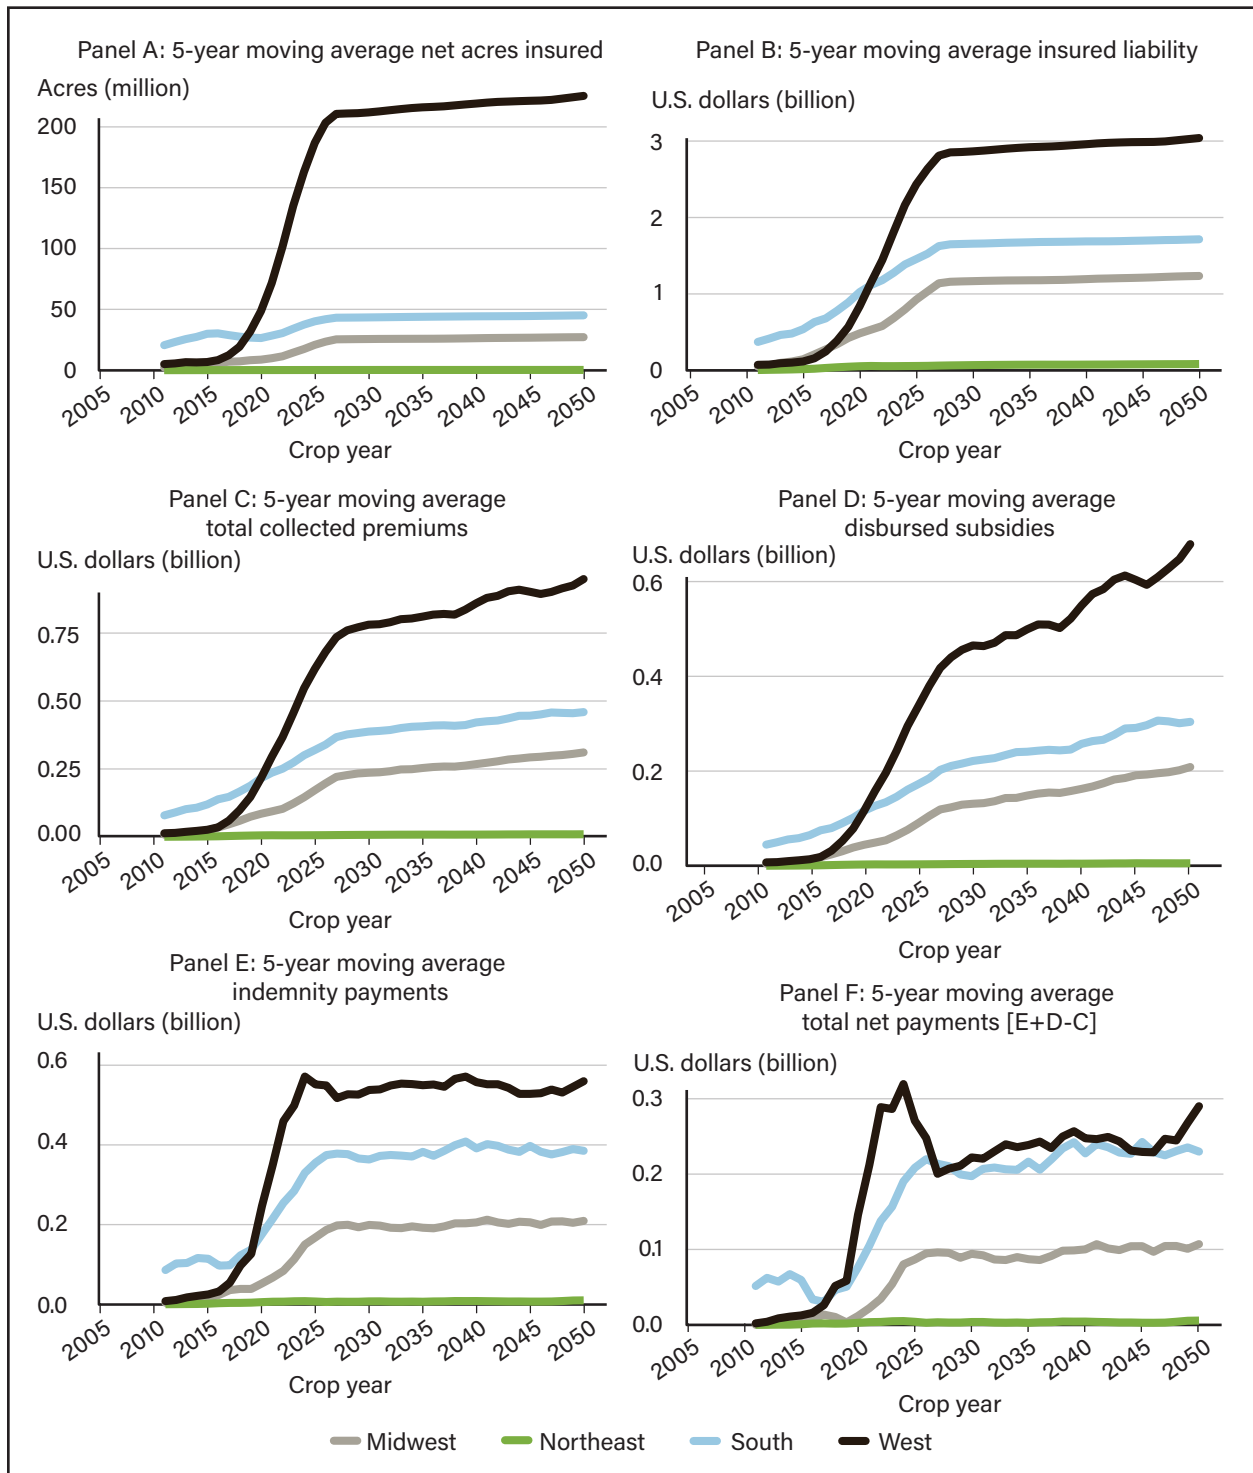 Panel A: 5-year moving average net acres insured
Acres (million)
200
150
100
50
0
2005 2010 2015 2020 2025 2030 2035 2040 2045 2050
Crop year
Panel B: 5-year moving average insured liability
U.S. dollars (billion)
3
2
1
0
2005 2010 2015 2020 2025 2030 2035 2040 2045 2050
Crop year
Panel C: 5-year moving average
total collected premiums
U.S. dollars (billion)
0.75
0.50
0.25
0.00
2005 2010 2015 2020 2025 2030 2035 2040 2045 2050
Crop year
Panel D: 5-year moving average
disbursed subsidies
U.S. dollars (billion)
0.6
0.4
0.2
0.0
2005 2010 2015 2020 2025 2030 2035 2040 2045 2050
Crop year
Panel E: 5-year moving average
indemnity payments
U.S. dollars (billion)
0.6
0.4
0.2
0.0
2005 2010 2015 2020 2025 2030 2035 2040 2045 2050
Crop year
Panel F: 5-year moving average
total net payments [E+D-C]
U.S. dollars (billion)
0.3
0.2
0.1
0.0
2005 2010 2015 2020 2025 2030 2035 2040 2045 2050
Crop year
Midwest Northeast South West